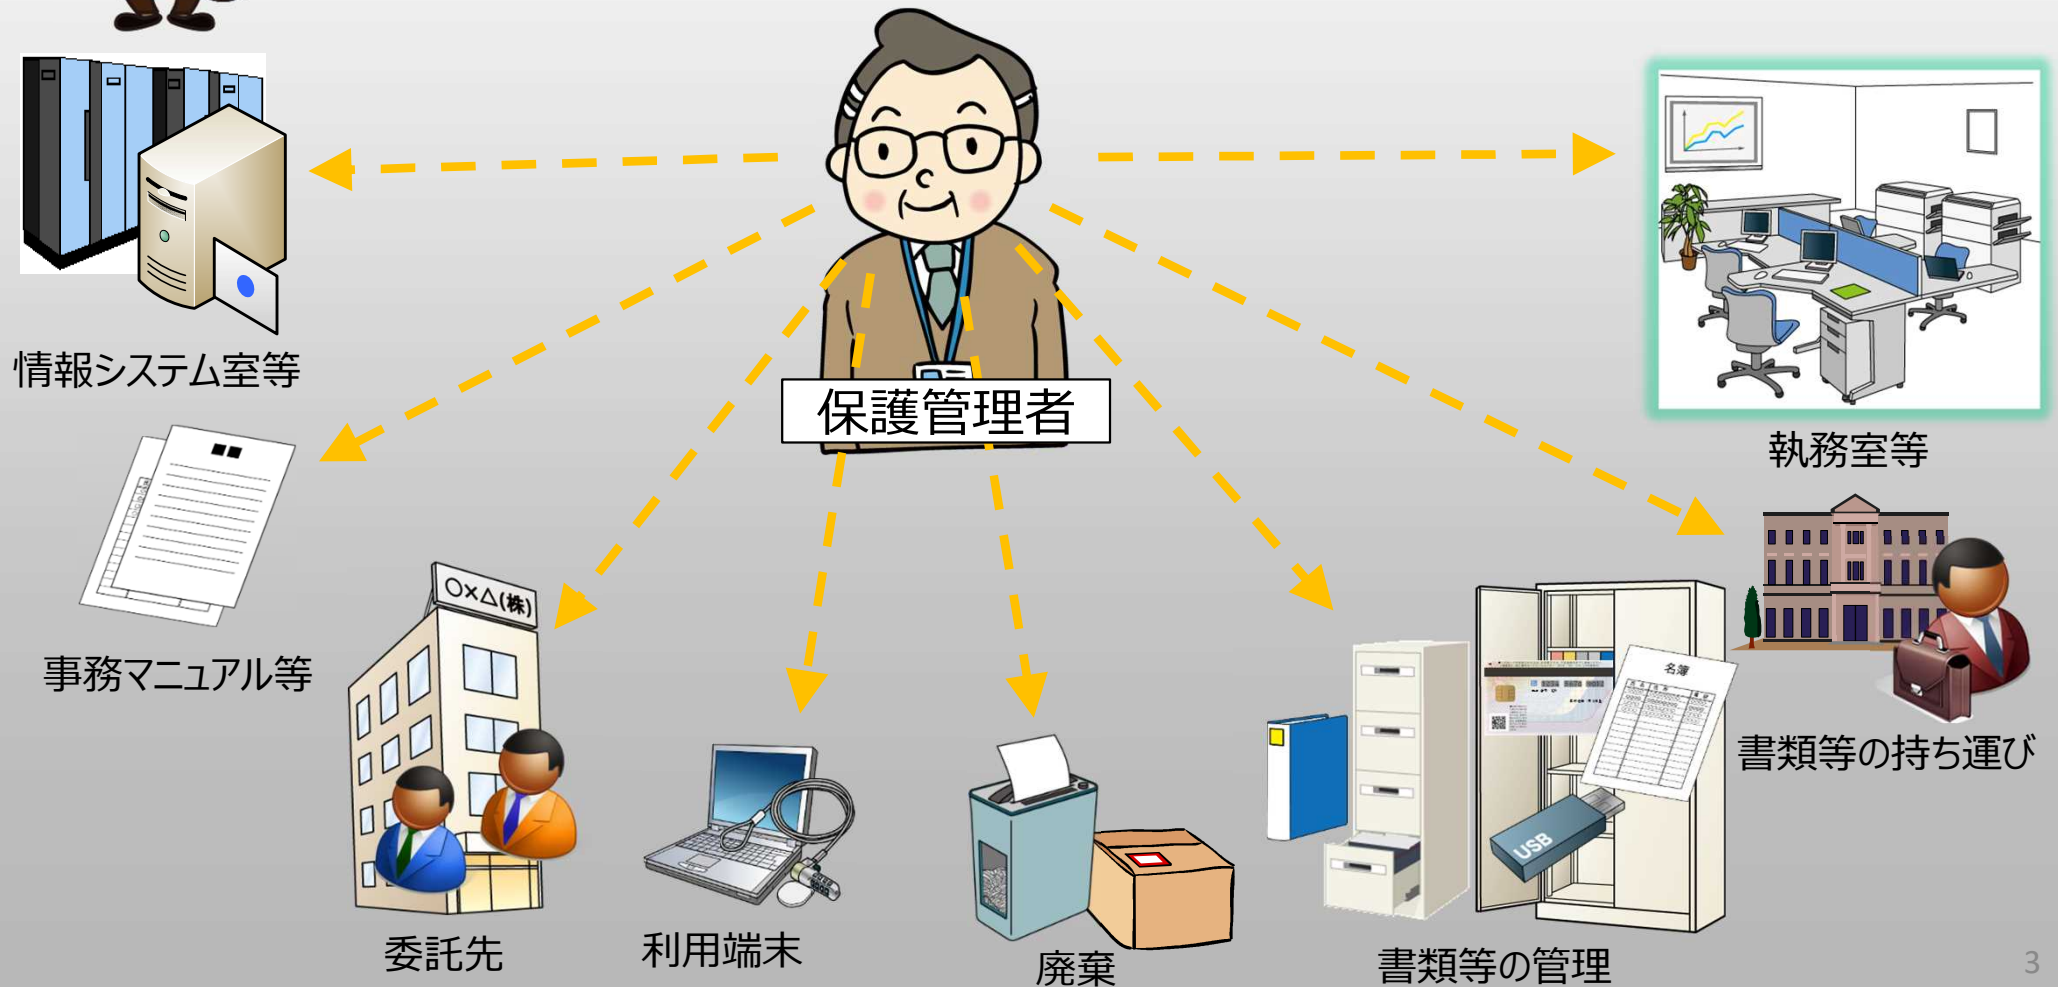 保護管理者
情報システム室等
執務室等
事務マニュアル等
○×△(株)
名簿
USB
書類等の持ち運び
委託先
利用端末
廃棄
書類等の管理
3